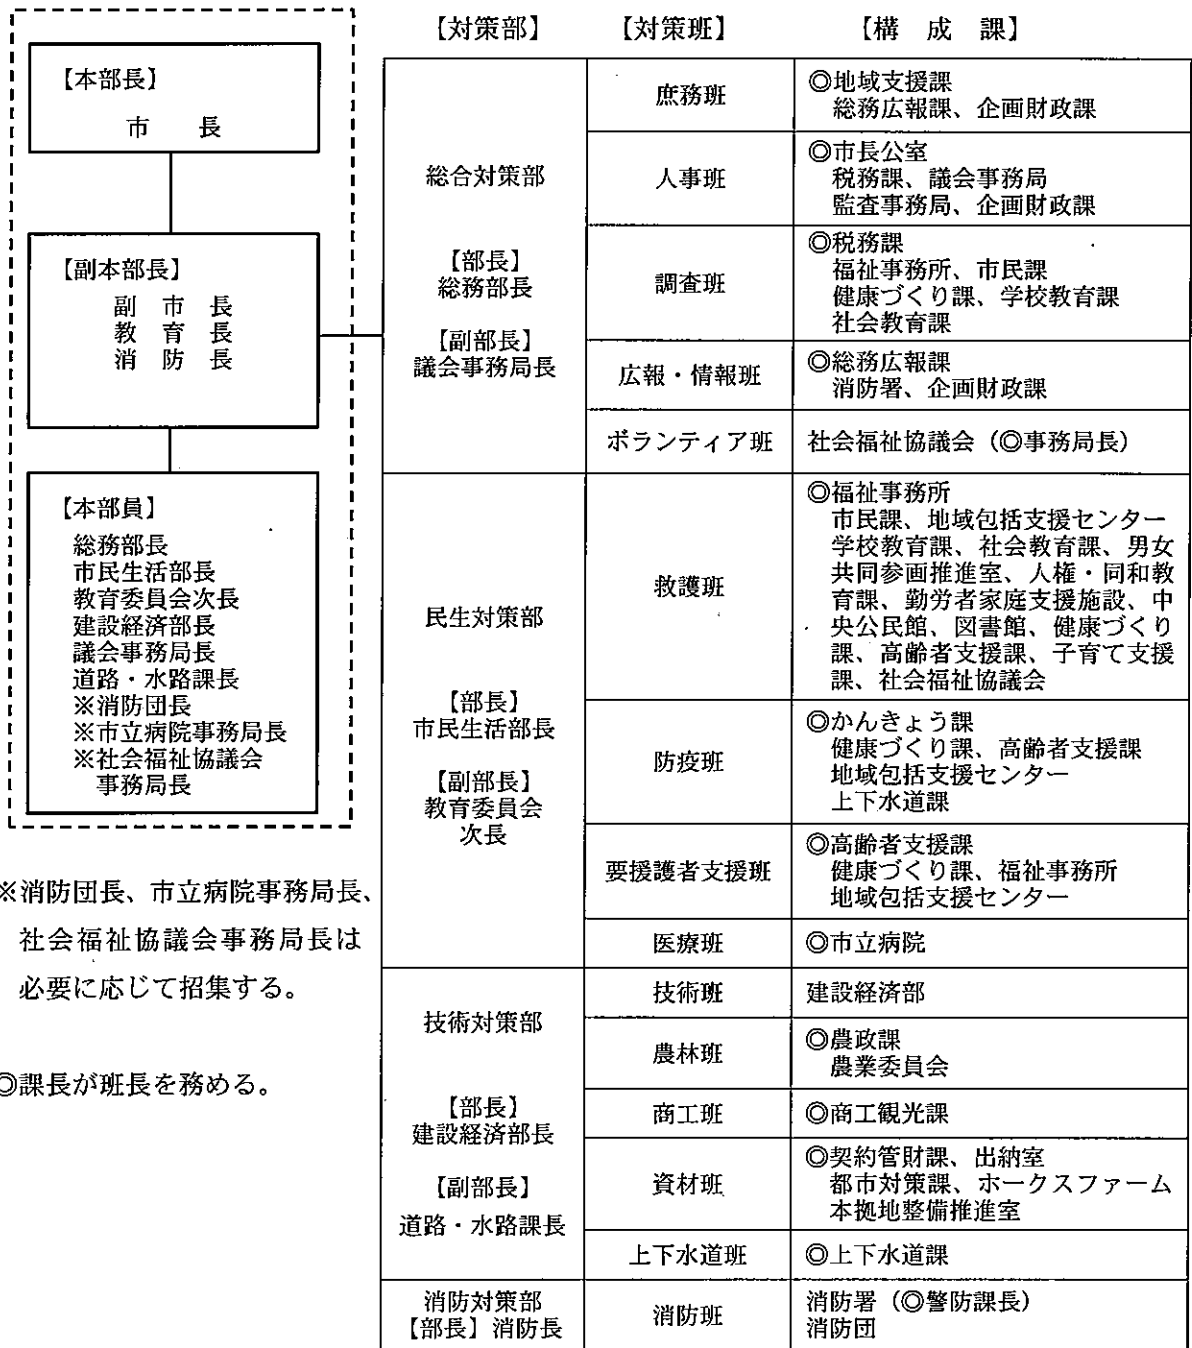 【本部長】
市　長
【副本部長】
副　市　長
教　育　長
消　防　長
【本部員】
総務部長
市民生活部長
教育委員会次長
建設経済部長
議会事務局長
道路・水路課長
※消防団長
※市立病院事務局長
※社会福祉協議会
事務局長
※消防団長、市立病院事務局長、
社会福祉協議会事務局長は
必要に応じて招集する。
◎課長が班長を務める。
【対策部】　【対策班】　【構　成　課】
総合対策部
【部長】
総務部長
【副部長】
議会事務局長
庶務班
◎地域支援課
総務広報課、企画財政課
人事班
◎市長公室
税務課、議会事務局
監査事務局、企画財政課
調査班
◎税務課
福祉事務所、市民課
健康づくり課、学校教育課
社会教育課
広報・情報班
◎総務広報課
消防署、企画財政課
ボランティア班
社会福祉協議会（◎事務局長）
民生対策部
【部長】
市民生活部長
【副部長】
教育委員会
次長
救護班
◎福祉事務所
市民課、地域包括支援センター
学校教育課、社会教育課、男女
共同参画推進室、人権・同和教
育課、勤労者家庭支援施設、中
央公民館、図書館、健康づくり
課、高齢者支援課、子育て支援
課、社会福祉協議会
防疫班
◎かんきょう課
健康づくり課、高齢者支援課
地域包括支援センター
上下水道課
要援護者支援班
◎高齢者支援課
健康づくり課、福祉事務所
地域包括支援センター
医療班
◎市立病院
技術対策部
【部長】
建設経済部長
【副部長】
道路・水路課長
技術班
建設経済部
農林班
◎農政課
農業委員会
商工班
◎商工観光課
資材班
◎契約管財課、出納室
都市対策課、ホークスファーム
本拠地整備推進室
上下水道班
◎上下水道課
消防対策部
【部長】消防長
消防班
消防署（◎警防課長）
消防団